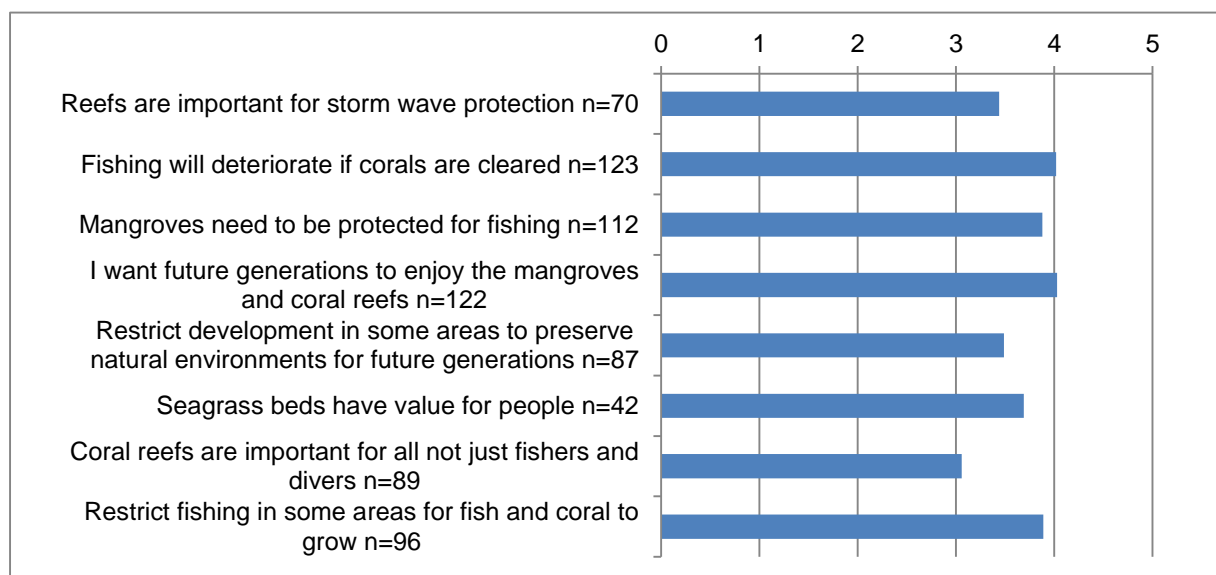 0 1 2 3 4 5
Reefs are important for storm wave protection n=70
Fishing will deteriorate if corals are cleared n=123
Mangroves need to be protected for fishing n=112
I want future generations to enjoy the mangroves
and coral reefs n=122
Restrict development in some areas to preserve
natural environments for future generations n=87
Seagrass beds have value for people n=42
Coral reefs are important for all not just fishers and
divers n=89
Restrict fishing in some areas for fish and coral to
grow n=96